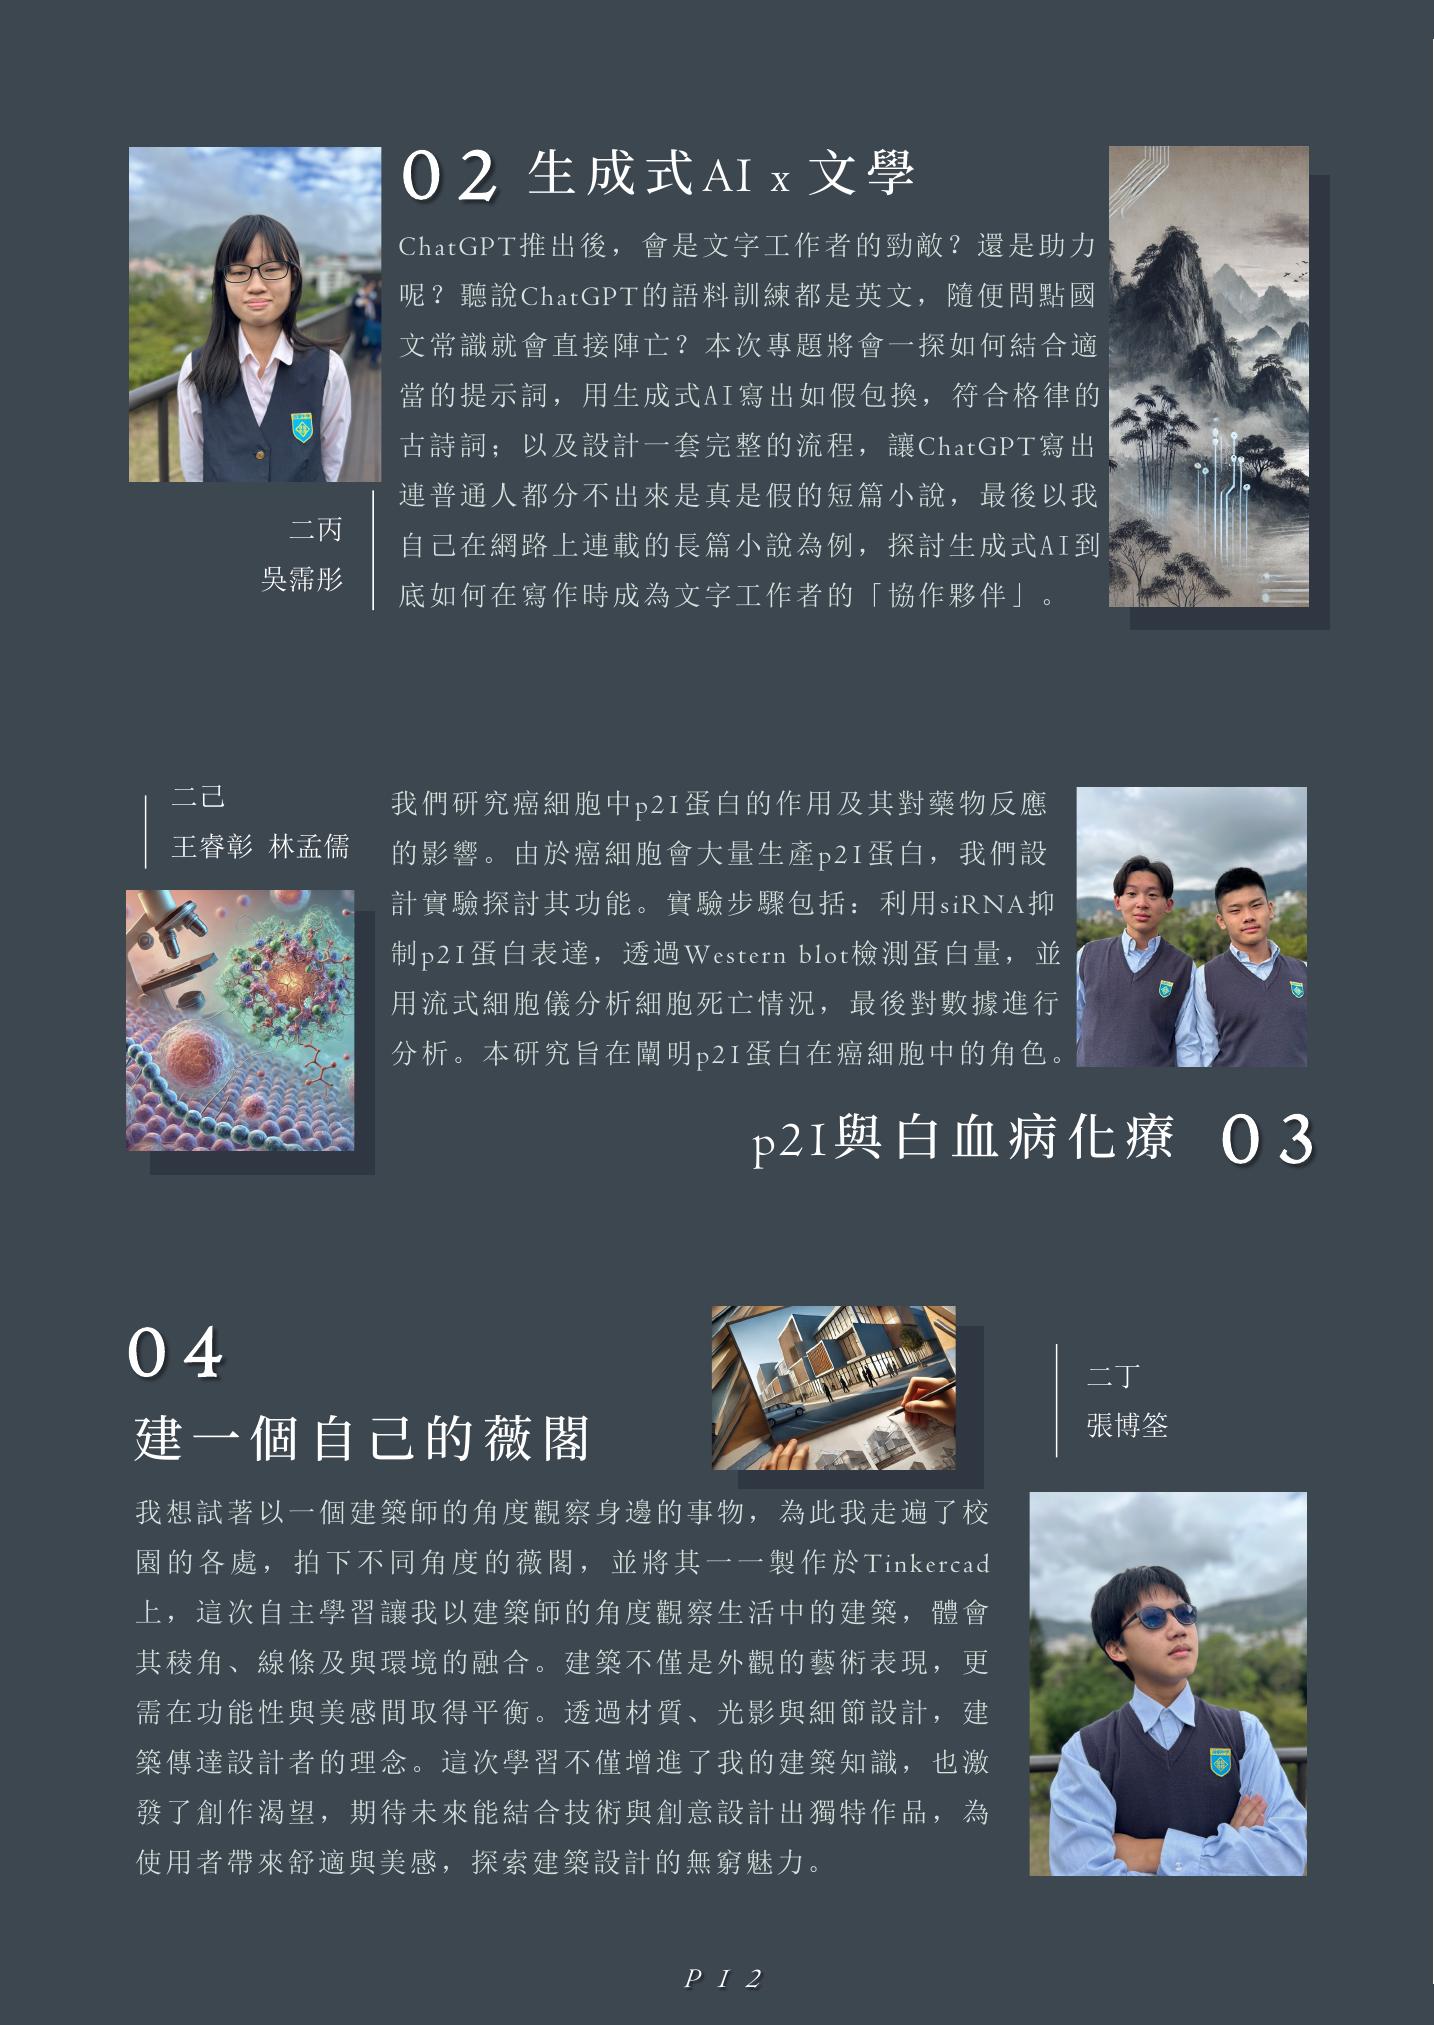 02 生成式AI x 文學
ChatGPT推出後，會是文字工作者的勁敵？還是助力
呢？聽說ChatGPT的語料訓練都是英文，隨便問點國
文常識就會直接陣亡？本次專題將會一探如何結合適
當的提示詞，用生成式AI寫出如假包換，符合格律的
古詩詞；以及設計一套完整的流程，讓ChatGPT寫出
連普通人都分不出來是真是假的短篇小說，最後以我
自己在網路上連載的長篇小說為例，探討生成式AI到
底如何在寫作時成為文字工作者的「協作夥伴」。
二丙
吳霈彤
二己
王睿彰 林孟儒
我們研究癌細胞中p21蛋白的作用及其對藥物反應
的影響。由於癌細胞會大量生產p21蛋白，我們設
計實驗探討其功能。實驗步驟包括：利用siRNA抑
制p21蛋白表達，透過Western blot檢測蛋白量，並
用流式細胞儀分析細胞死亡情況，最後對數據進行
分析。本研究旨在闡明p21蛋白在癌細胞中的角色。
p21與白血病化療 03
04
建一個自己的薇閣
二丁
張博筌
我想試著以一個建築師的角度觀察身邊的事物，為此我走遍了校
園的各處，拍下不同角度的薇閣，並將其一一製作於Tinkercad
上，這次自主學習讓我以建築師的角度觀察生活中的建築，體會
其稜角、線條及與環境的融合。建築不僅是外觀的藝術表現，更
需在功能性與美感間取得平衡。透過材質、光影與細節設計，建
築傳達設計者的理念。這次學習不僅增進了我的建築知識，也激
發了創作渴望，期待未來能結合技術與創意設計出獨特作品，為
使用者帶來舒適與美感，探索建築設計的無窮魅力。
P12